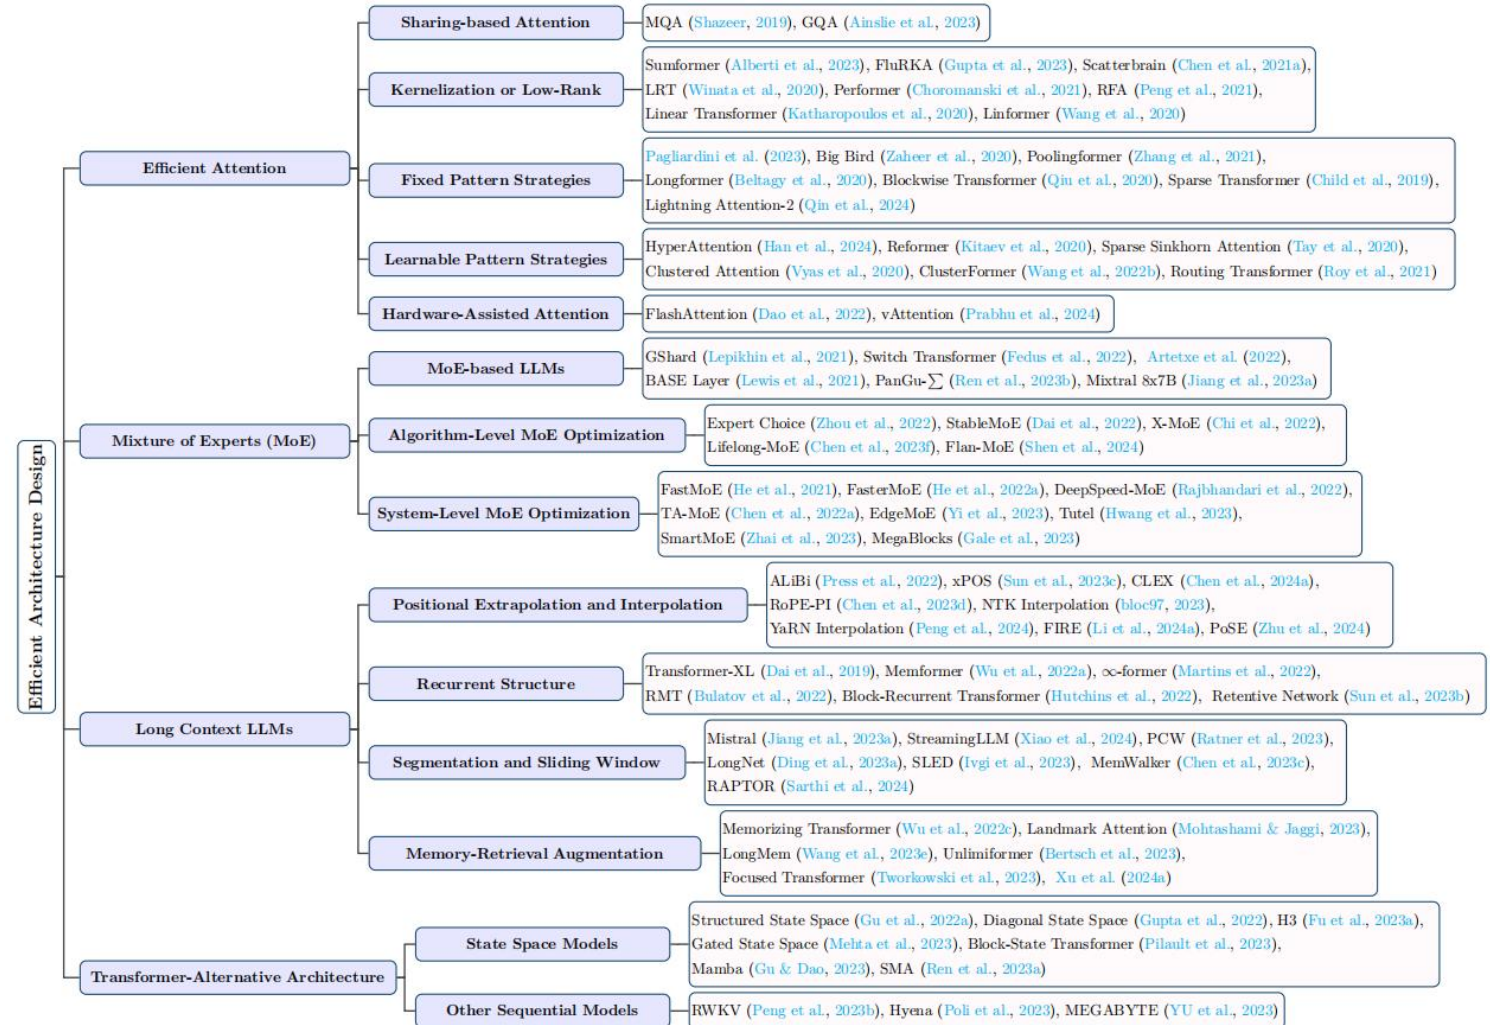 Efficient Architecture Design
Efficient Attention
Sharing-based Attention
MQA (Shazeer, 2019), GQA (Ainslie et al., 2023)
Kernelization or Low-Rank
Sumformer (Alberti et al., 2023), FluRKA (Gupta et al., 2023), Scatterbrain (Chen et al., 2021a),
LRT (Winata et al., 2020), Performer (Choromanski et al., 2021), RFA (Peng et al., 2021),
Linear Transformer (Katharopoulos et al., 2020), Linformer (Wang et al., 2020)
Fixed Pattern Strategies
Pagliardini et al. (2023), Big Bird (Zaheer et al., 2020), Poolingformer (Zhang et al., 2021),
Longformer (Beltagy et al., 2020), Blockwise Transformer (Qiu et al., 2020), Sparse Transformer (Child et al., 2019),
Lightning Attention-2 (Qin et al., 2024)
Learnable Pattern Strategies
HyperAttention (Han et al., 2024), Reformer (Kitaev et al., 2020), Sparse Sinkhorn Attention (Tay et al., 2020),
Clustered Attention (Vyas et al., 2020), ClusterFormer (Wang et al., 2022b), Routing Transformer (Roy et al., 2021)
Hardware-Assisted Attention
FlashAttention (Dao et al., 2022), vAttention (Prabhu et al., 2024)
Mixture of Experts (MoE)
MoE-based LLMs
GShard (Lepikhin et al., 2021), Switch Transformer (Fedus et al., 2022), Artetxe et al. (2022),
BASE Layer (Lewis et al., 2021), PanGu-∑ (Ren et al., 2023b), Mixtral 8x7B (Jiang et al., 2023a)
Algorithm-Level MoE Optimization
Expert Choice (Zhou et al., 2022), StableMoE (Dai et al., 2022), X-MoE (Chi et al., 2022),
Lifelong-MoE (Chen et al., 2023f), Flan-MoE (Shen et al., 2024)
System-Level MoE Optimization
FastMoE (He et al., 2021), FasterMoE (He et al., 2022a), DeepSpeed-MoE (Rajbhandari et al., 2022),
TA-MoE (Chen et al., 2022a), EdgeMoE (Yi et al., 2023), Tutel (Hwang et al., 2023),
SmartMoE (Zhai et al., 2023), MegaBlocks (Gale et al., 2023)
Long Context LLMs
Positional Extrapolation and Interpolation
ALiBi (Press et al., 2022), xPOS (Sun et al., 2023c), CLEX (Chen et al., 2024a),
RoPE-PI (Chen et al., 2023d), NTK Interpolation (bloc97, 2023),
YaRN Interpolation (Peng et al., 2024), FIRE (Li et al., 2024a), PoSE (Zhu et al., 2024)
Recurrent Structure
Transformer-XL (Dai et al., 2019), Memformer (Wu et al., 2022a), ∞-former (Martins et al., 2022),
RMT (Bulatov et al., 2022), Block-Recurrent Transformer (Hutchins et al., 2022), Retentive Network (Sun et al., 2023b)
Segmentation and Sliding Window
Mistral (Jiang et al., 2023a), StreamingLLM (Xiao et al., 2024), PCW (Ratner et al., 2023),
LongNet (Ding et al., 2023a), SLED (Ivgi et al., 2023), MemWalker (Chen et al., 2023c),
RAPTOR (Sarthi et al., 2024)
Memory-Retrieval Augmentation
Memorizing Transformer (Wu et al., 2022c), Landmark Attention (Mohtashami & Jaggi, 2023),
LongMem (Wang et al., 2023e), Unlimiformer (Bertsch et al., 2023),
Focused Transformer (Tworkowski et al., 2023), Xu et al. (2024a)
Transformer-Alternative Architecture
State Space Models
Structured State Space (Gu et al., 2022a), Diagonal State Space (Gupta et al., 2022), H3 (Fu et al., 2023a),
Gated State Space (Mehta et al., 2023), Block-State Transformer (Pilault et al., 2023),
Mamba (Gu & Dao, 2023), SMA (Ren et al., 2023a)
Other Sequential Models
RWKV (Peng et al., 2023b), Hyena (Poli et al., 2023), MEGABYTE (YU et al., 2023)